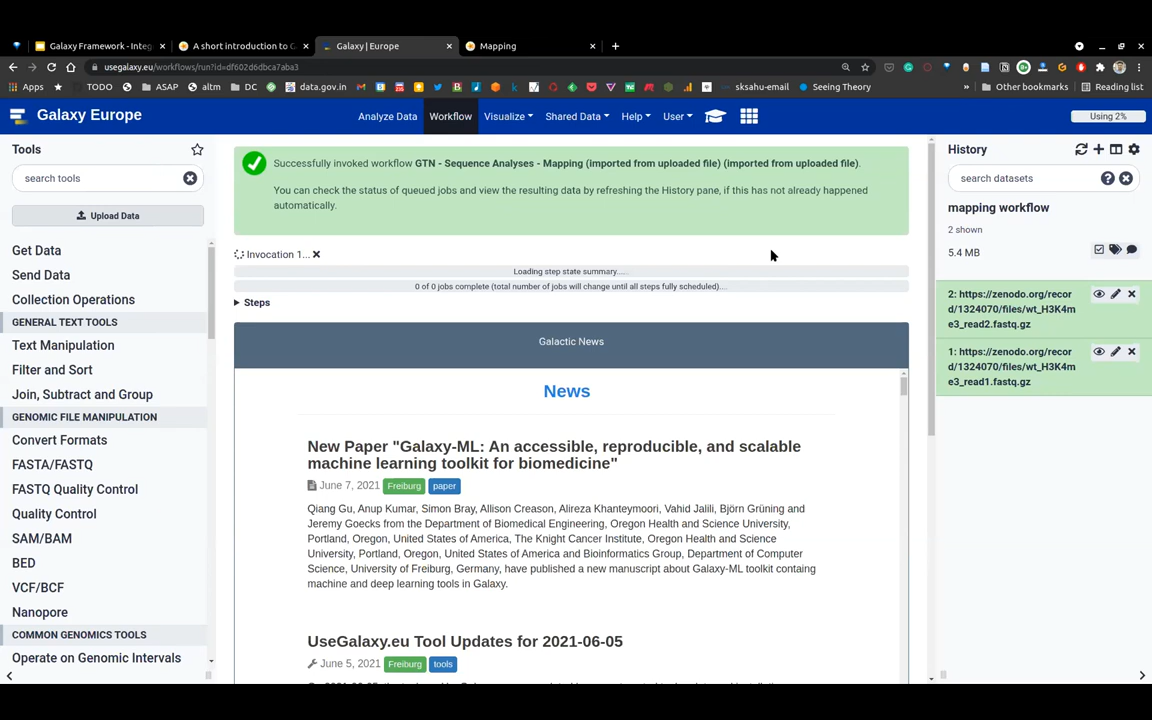 Galaxy Framework - Integ
A short introduction to G
Galaxy | Europe
Mapping
usegalaxy.eu/workflows/run?id=df602d6dbca7aba3
Apps
TODO
ASAP
altm
DC
data.gov.in
sksahu-email
Seeing Theory
»
Other bookmarks
Reading list
Galaxy Europe
Analyze Data
Workflow
Visualize
Shared Data
Help
User
Using 2%
Tools
search tools
Upload Data
Get Data
Send Data
Collection Operations
GENERAL TEXT TOOLS
Text Manipulation
Filter and Sort
Join, Subtract and Group
GENOMIC FILE MANIPULATION
Convert Formats
FASTA/FASTQ
FASTQ Quality Control
Quality Control
SAM/BAM
BED
VCF/BCF
Nanopore
COMMON GENOMICS TOOLS
Operate on Genomic Intervals
Successfully invoked workflow GTN - Sequence Analyses - Mapping (imported from uploaded file) (imported from uploaded file).
You can check the status of queued jobs and view the resulting data by refreshing the History pane, if this has not already happened
automatically.
Invocation 1...
Loading step state summary.....
0 of 0 jobs complete (total number of jobs will change until all steps fully scheduled)....
Steps
Galactic News
News
New Paper "Galaxy-ML: An accessible, reproducible, and scalable
machine learning toolkit for biomedicine"
June 7, 2021 Freiburg paper
Qiang Gu, Anup Kumar, Simon Bray, Allison Creason, Alireza Khanteymoori, Vahid Jalili, Björn Grüning and
Jeremy Goecks from the Department of Biomedical Engineering, Oregon Health and Science University,
Portland, Oregon, United States of America, The Knight Cancer Institute, Oregon Health and Science
University, Portland, Oregon, United States of America and Bioinformatics Group, Department of Computer
Science, University of Freiburg, Germany, have published a new manuscript about Galaxy-ML toolkit containg
machine and deep learning tools in Galaxy.
UseGalaxy.eu Tool Updates for 2021-06-05
June 5, 2021 Freiburg tools
History
search datasets
mapping workflow
2 shown
5.4 MB
2: https://zenodo.org/recor
d/1324070/files/wt_H3K4m
e3_read2.fastq.gz
1: https://zenodo.org/recor
d/1324070/files/wt_H3K4m
e3_read1.fastq.gz